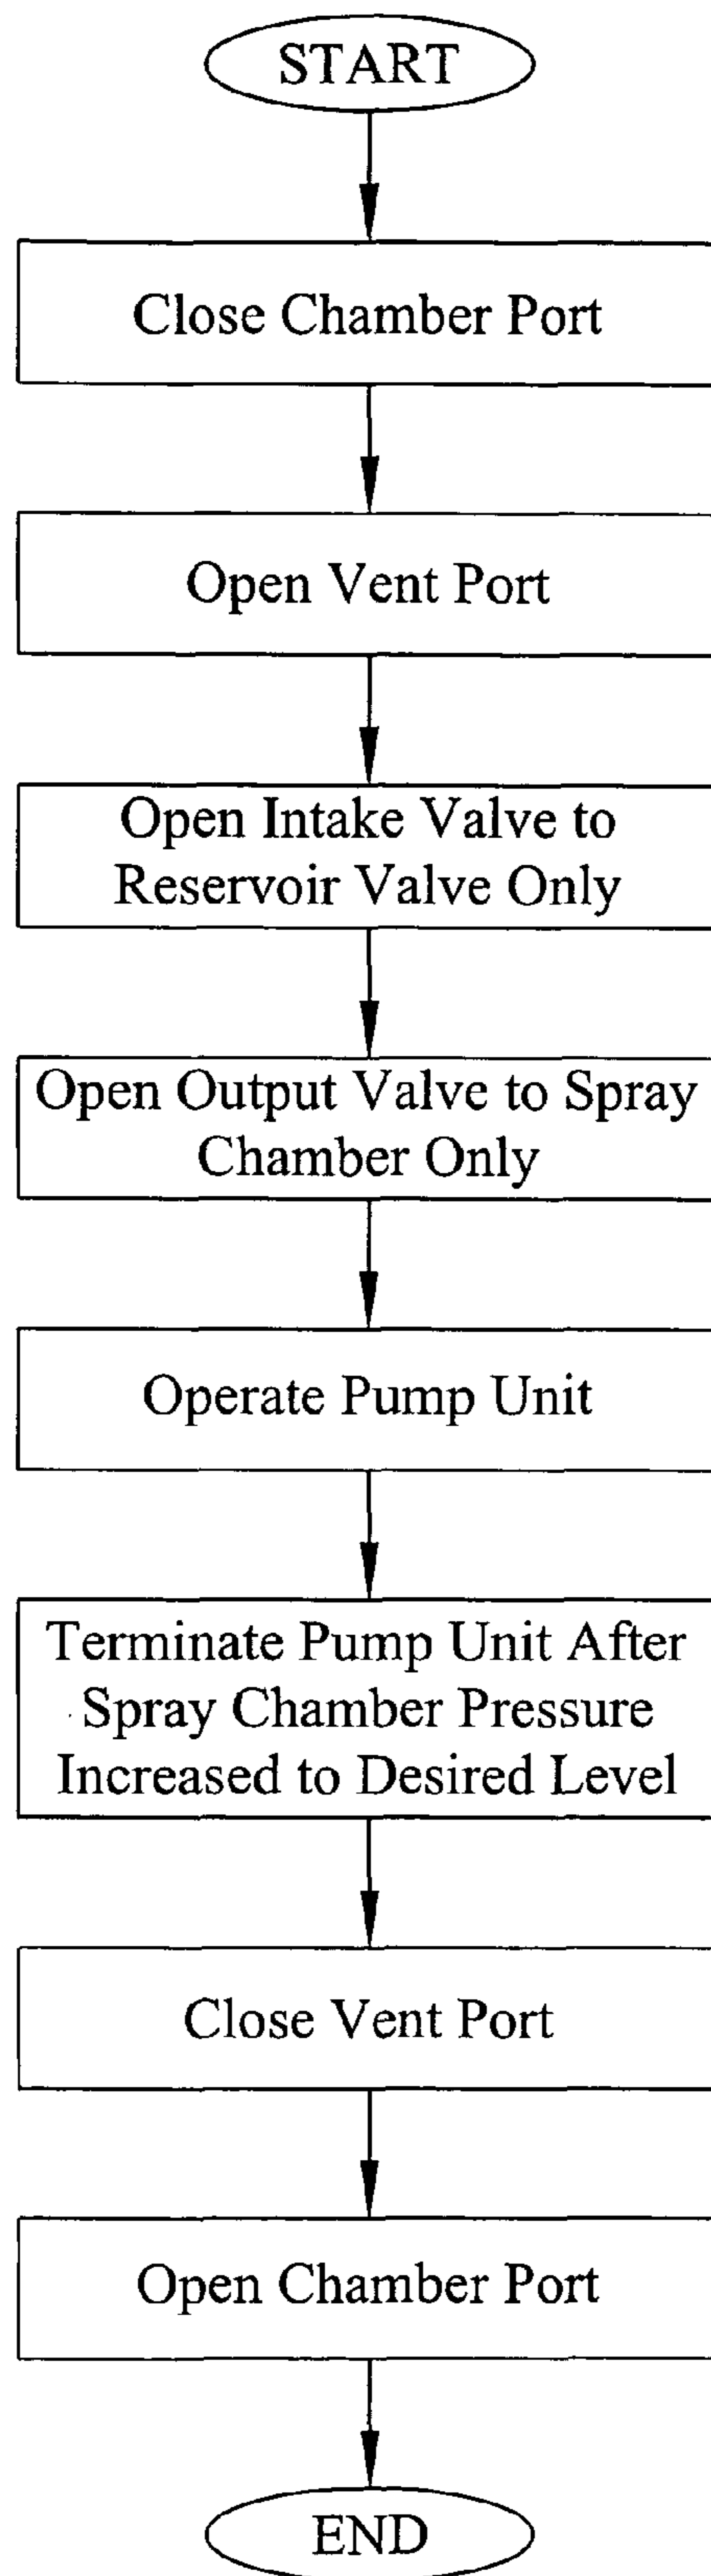 START
Close Chamber Port
Open Vent Port
Open Intake Valve to
Reservoir Valve Only
Open Output Valve to Spray
Chamber Only
Operate Pump Unit
Terminate Pump Unit After
Spray Chamber Pressure
Increased to Desired Level
Close Vent Port
Open Chamber Port
END